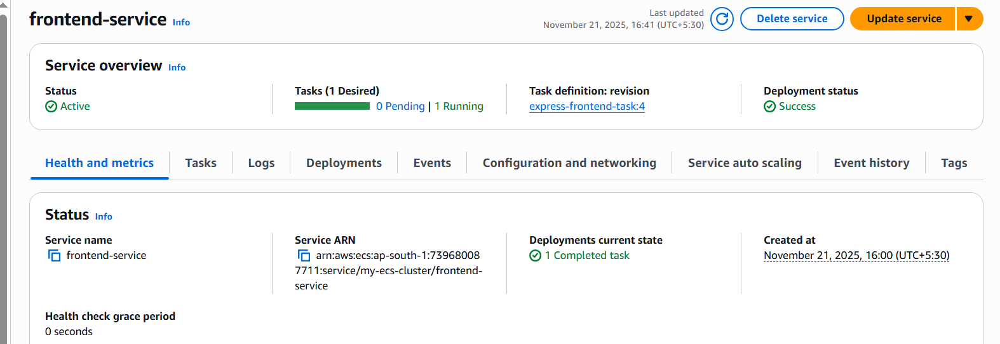 frontend-service Info
Last updated
November 21, 2025, 16:41 (UTC+5:30)
Delete service
Update service
Service overview Info
Status
Active
Tasks (1 Desired)
0 Pending | 1 Running
Task definition: revision
express-frontend-task:4
Deployment status
Success
Health and metrics
Tasks
Logs
Deployments
Events
Configuration and networking
Service auto scaling
Event history
Tags
Status Info
Service name
frontend-service
Service ARN
arn:aws:ecs:ap-south-1:73968008
7711:service/my-ecs-cluster/frontend-
service
Deployments current state
1 Completed task
Created at
November 21, 2025, 16:00 (UTC+5:30)
Health check grace period
0 seconds